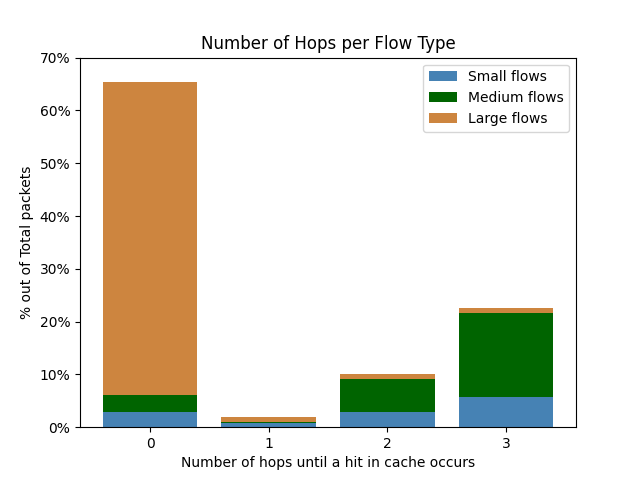 Number of Hops per Flow Type
Small flows
Medium flows
Large flows
% out of Total packets
70%
60%
50%
40%
30%
20%
10%
0%
0 1 2 3
Number of hops until a hit in cache occurs